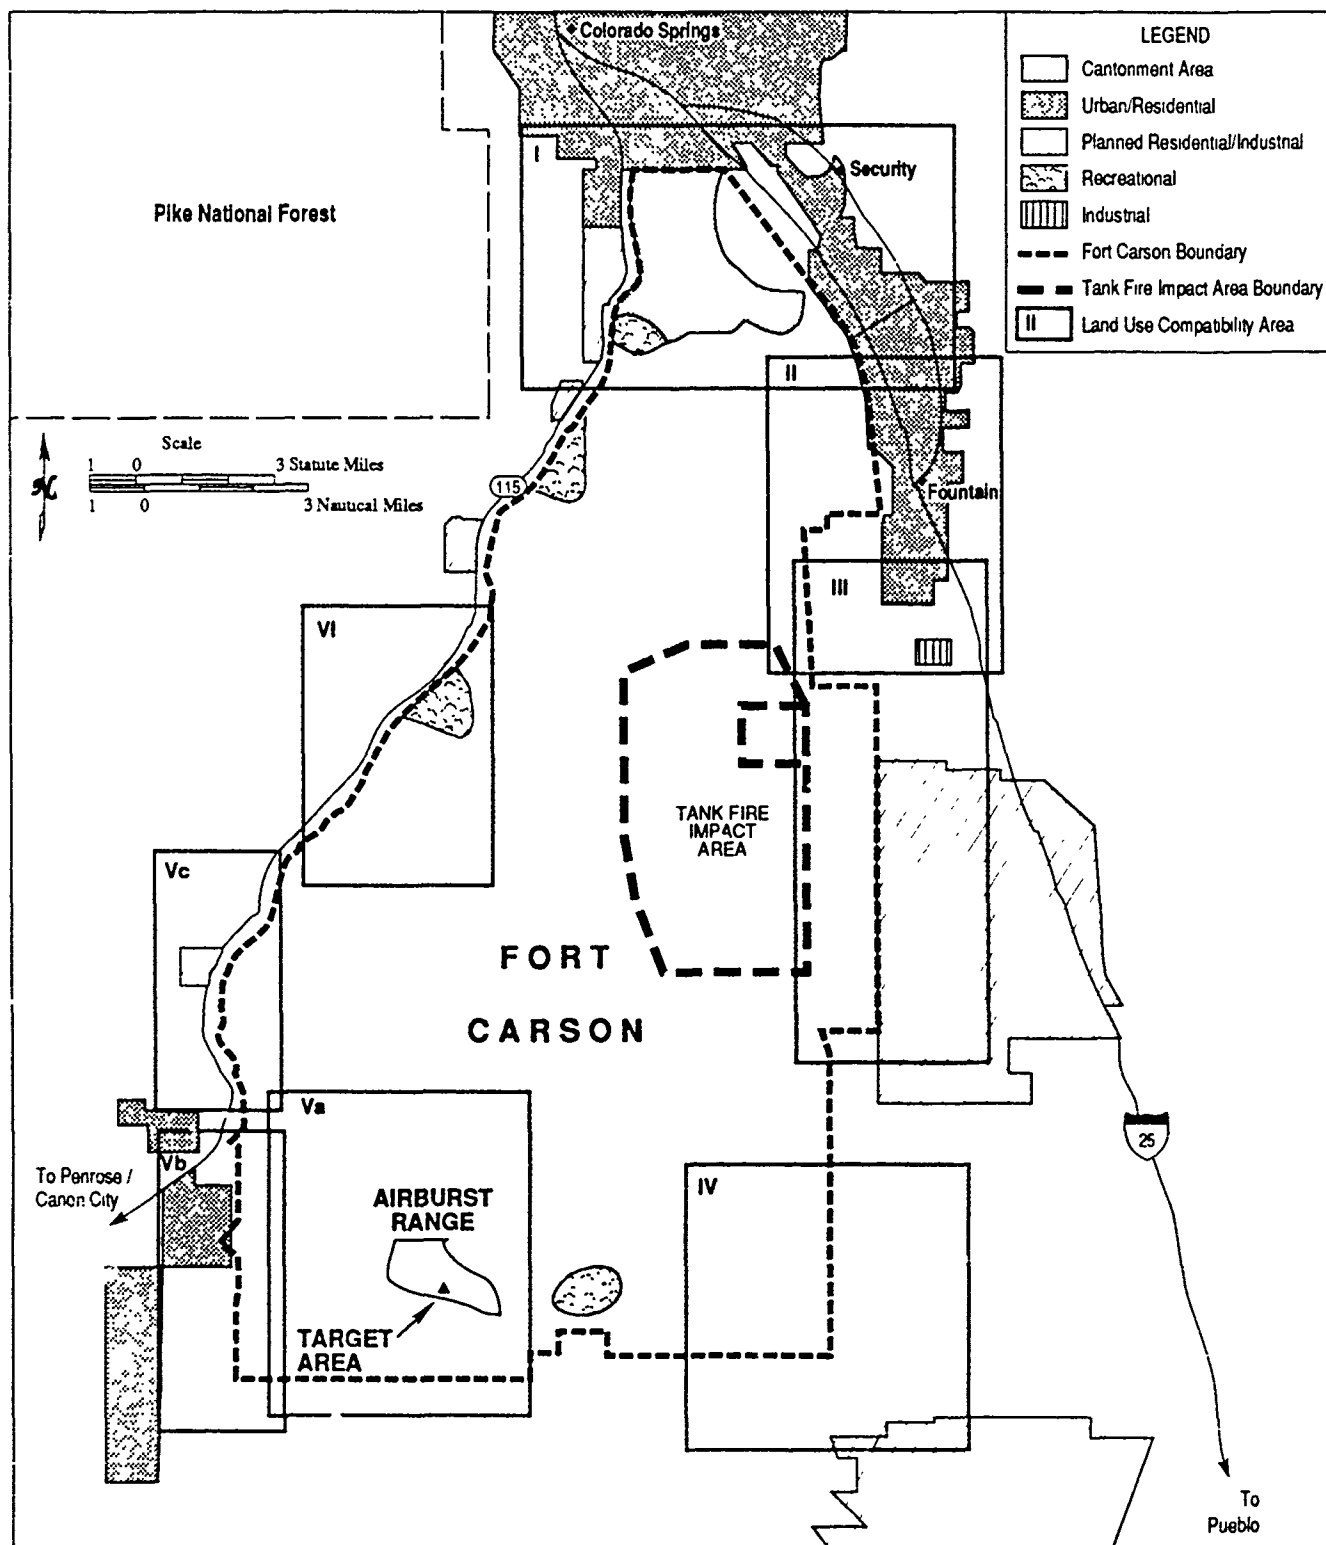 Colorado Springs
LEGEND
Cantonment Area
Urban/Residential
Planned Residential/Industrial
Recreational
Industrial
Fort Carson Boundary
Tank Fire Impact Area Boundary
II
Land Use Compatibility Area
I
Security
Pike National Forest
II
Scale
1 0 3 Statute Miles
1 0 3 Nautical Miles
115
Fountain
III
VI
TANK FIRE
IMPACT
AREA
Vc
FORT
CARSON
Va
25
Vb
To Penrose /
Canon City
AIRBURST
RANGE
IV
TARGET
AREA
To
Pueblo